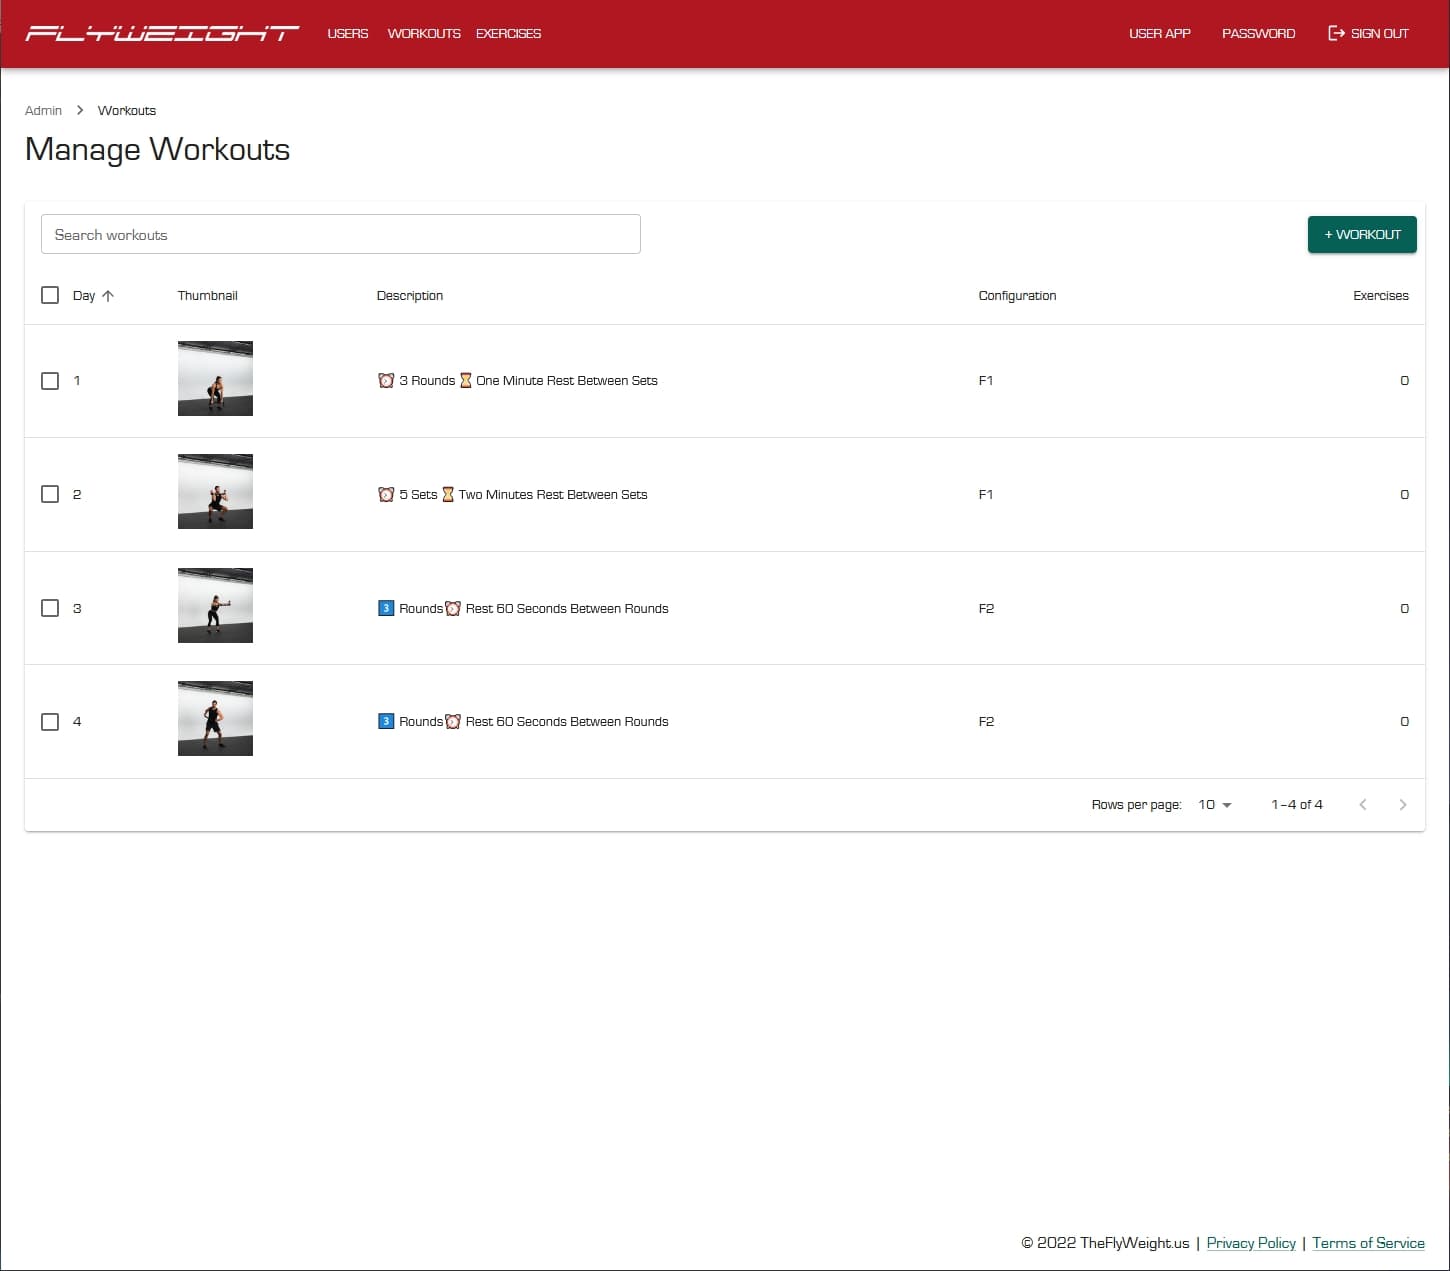 FLYWEIGHT USERS WORKOUTS EXERCISES USER APP PASSWORD SIGN OUT
Admin > Workouts
Manage Workouts
Search workouts + WORKOUT
Day ↑ Thumbnail Description Configuration Exercises
1 ⏰ 3 Rounds ⏳ One Minute Rest Between Sets F1 0
2 ⏰ 5 Sets ⏳ Two Minutes Rest Between Sets F1 0
3 3️⃣ Rounds⏰ Rest 60 Seconds Between Rounds F2 0
4 3️⃣ Rounds⏰ Rest 60 Seconds Between Rounds F2 0
Rows per page: 10 1–4 of 4
© 2022 TheFlyWeight.us | Privacy Policy | Terms of Service